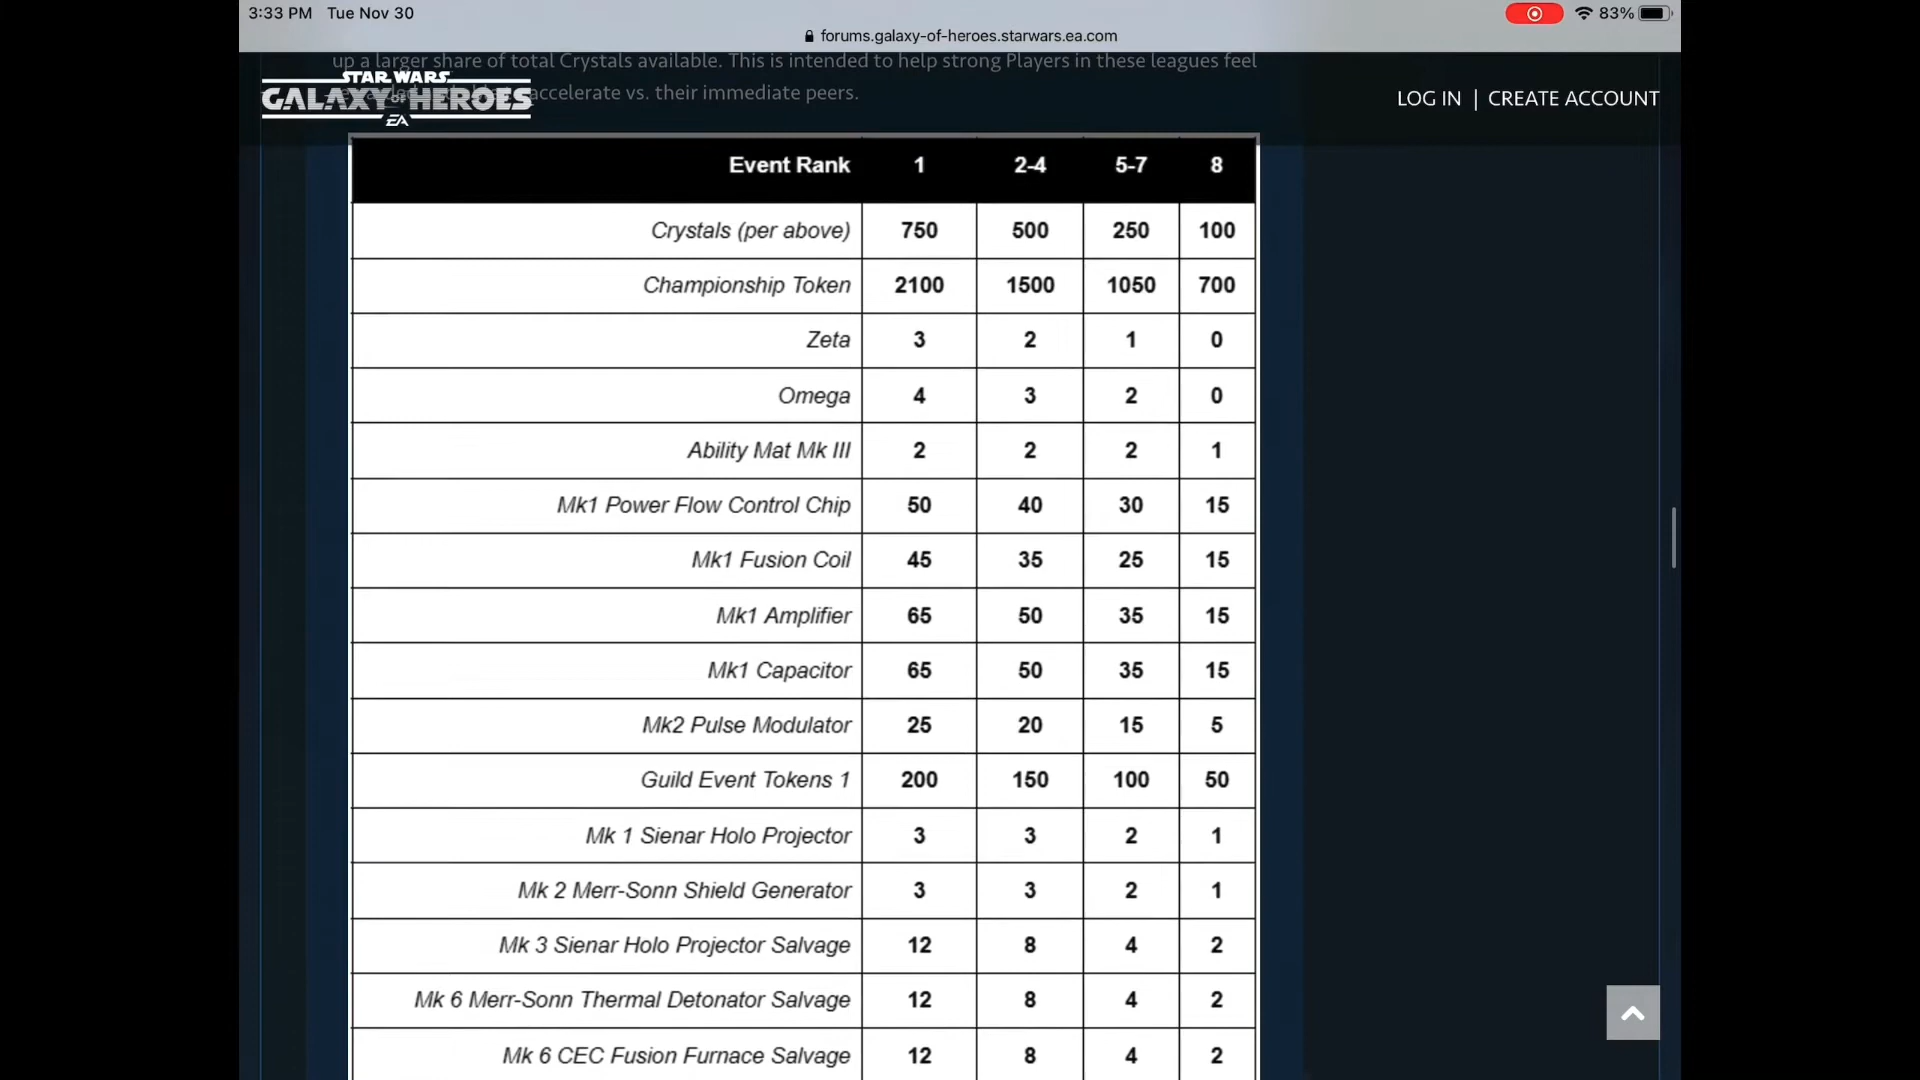 3:33 PM Tue Nov 30
83%
forums.galaxy-of-heroes.starwars.ea.com
up a larger share of total Crystals available. This is intended to help strong Players in these leagues feel
accelerate vs. their immediate peers.
STAR WARS
GALAXY OF HEROES
EA
LOG IN | CREATE ACCOUNT
Event Rank 1 2-4 5-7 8
Crystals (per above) 750 500 250 100
Championship Token 2100 1500 1050 700
Zeta 3 2 1 0
Omega 4 3 2 0
Ability Mat Mk III 2 2 2 1
Mk1 Power Flow Control Chip 50 40 30 15
Mk1 Fusion Coil 45 35 25 15
Mk1 Amplifier 65 50 35 15
Mk1 Capacitor 65 50 35 15
Mk2 Pulse Modulator 25 20 15 5
Guild Event Tokens 1 200 150 100 50
Mk 1 Sienar Holo Projector 3 3 2 1
Mk 2 Merr-Sonn Shield Generator 3 3 2 1
Mk 3 Sienar Holo Projector Salvage 12 8 4 2
Mk 6 Merr-Sonn Thermal Detonator Salvage 12 8 4 2
Mk 6 CEC Fusion Furnace Salvage 12 8 4 2